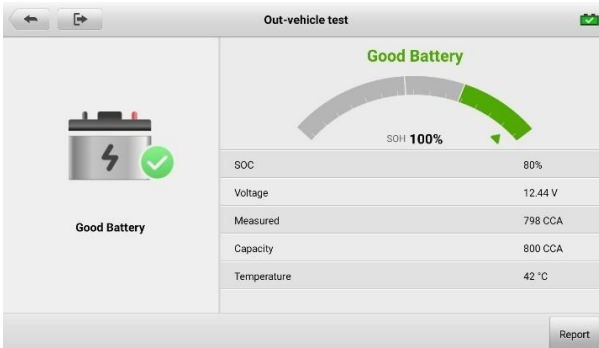 Out-vehicle test
Good Battery
Good Battery
SOH 100%
SOC 80%
Voltage 12.44 V
Measured 798 CCA
Capacity 800 CCA
Temperature 42 °C
Report